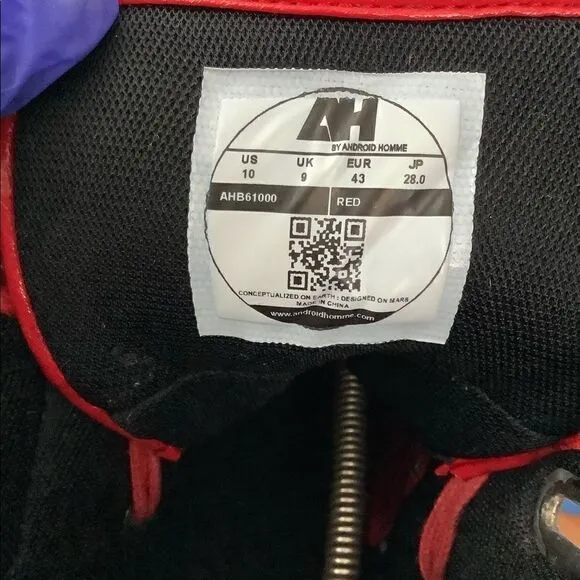 AH
BY ANDROID HOMME
US UK EUR JP
10 9 43 28.0
AHB61000 RED
CONCEPTUALIZED ON EARTH : DESIGNED ON MARS
MADE IN CHINA
www.androidhomme.com